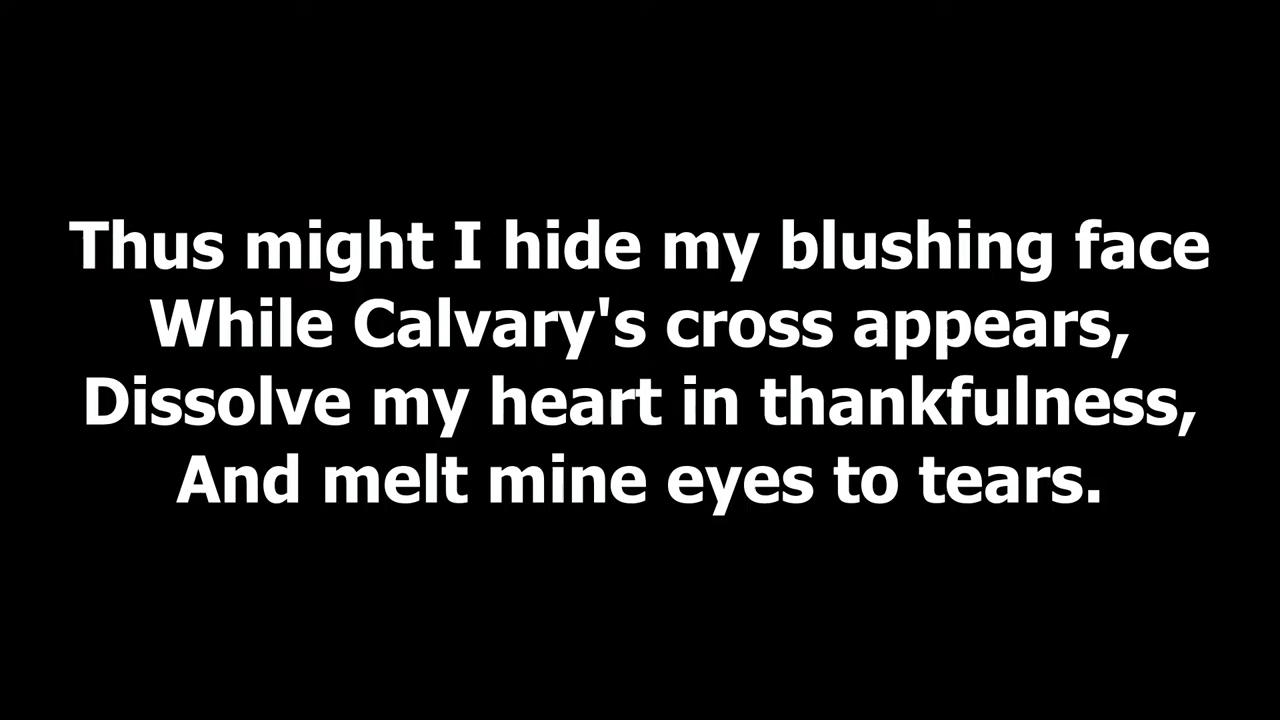 Thus might I hide my blushing face
While Calvary's cross appears,
Dissolve my heart in thankfulness,
And melt mine eyes to tears.